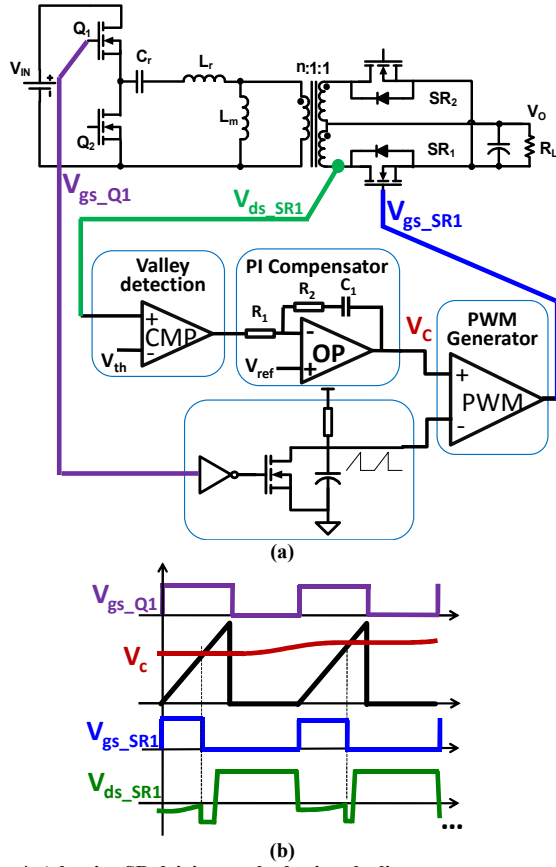 Q1
Cr
Lr
n:1:1
VIN
+
-
Lm
SR2
VO
Q2
SR1
RL
Vgs_Q1
Vds_SR1
Vgs_SR1
Valley detection
PI Compensator
R2
C1
R1
VC
PWM Generator
+
CMP
-
Vth
-
OP
+
Vref
+
PWM
-
(a)
Vgs_Q1
Vc
Vgs_SR1
Vds_SR1
...
(b)